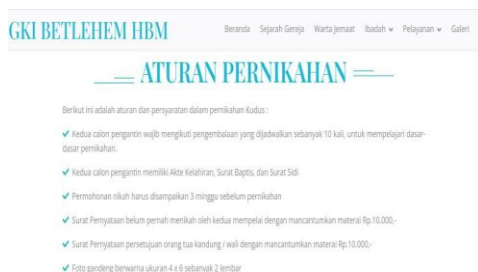 GKI BETLEHEM HBM
Beranda Sejarah Gereja Warta Jemaat Ibadah Pelayanan Galeri
ATURAN PERNIKAHAN
Berikut ini adalah aturan dan persyaratan dalam pernikahan Kudus :
Kedua calon pengantin wajib mengikuti pengembalaan yang dijadwalkan sebanyak 10 kali, untuk mempelajari dasar-
dasar pernikahan.
Kedua calon pengantin memiliki Akte Kelahiran, Surat Baptis, dan Surat Sidi
Permohonan nikah harus disampaikan 3 minggu sebelum pernikahan
Surat Pernyataan belum pernah menikah oleh kedua mempelai dengan mancantumkan materai Rp.10.000,-
Surat Pernyataan persetujuan orang tua kandung / wali dengan mancantumkan materai Rp.10.000,-
Foto gandeng berwarna ukuran 4 x 6 sebanyak 2 lembar